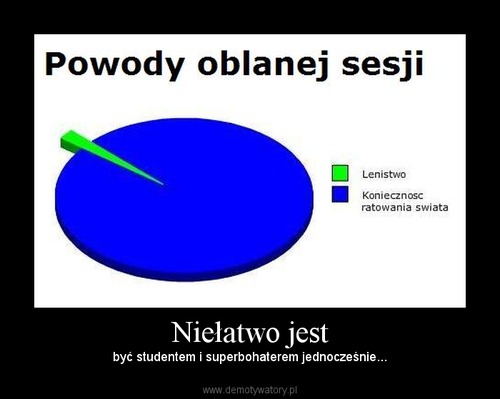 Powody oblanej sesji
Lenistwo
Koniecznosc
ratowania swiata
Niełatwo jest
być studentem i superbohaterem jednocześnie...
www.demotywatory.pl